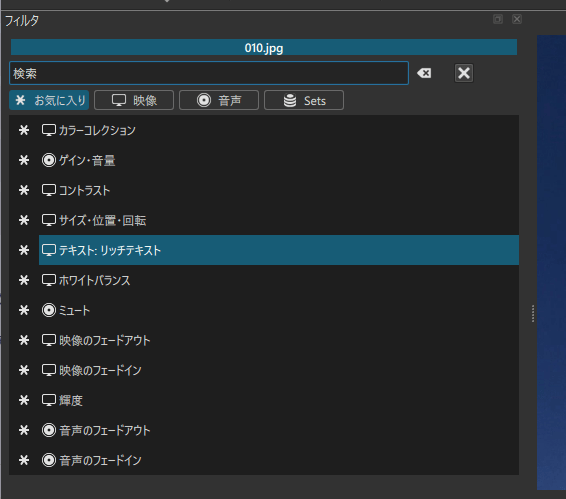 フィルタ
010.jpg
検索
お気に入り 映像 音声 Sets
カラーコレクション
ゲイン・音量
コントラスト
サイズ・位置・回転
テキスト: リッチテキスト
ホワイトバランス
ミュート
映像のフェードアウト
映像のフェードイン
輝度
音声のフェードアウト
音声のフェードイン